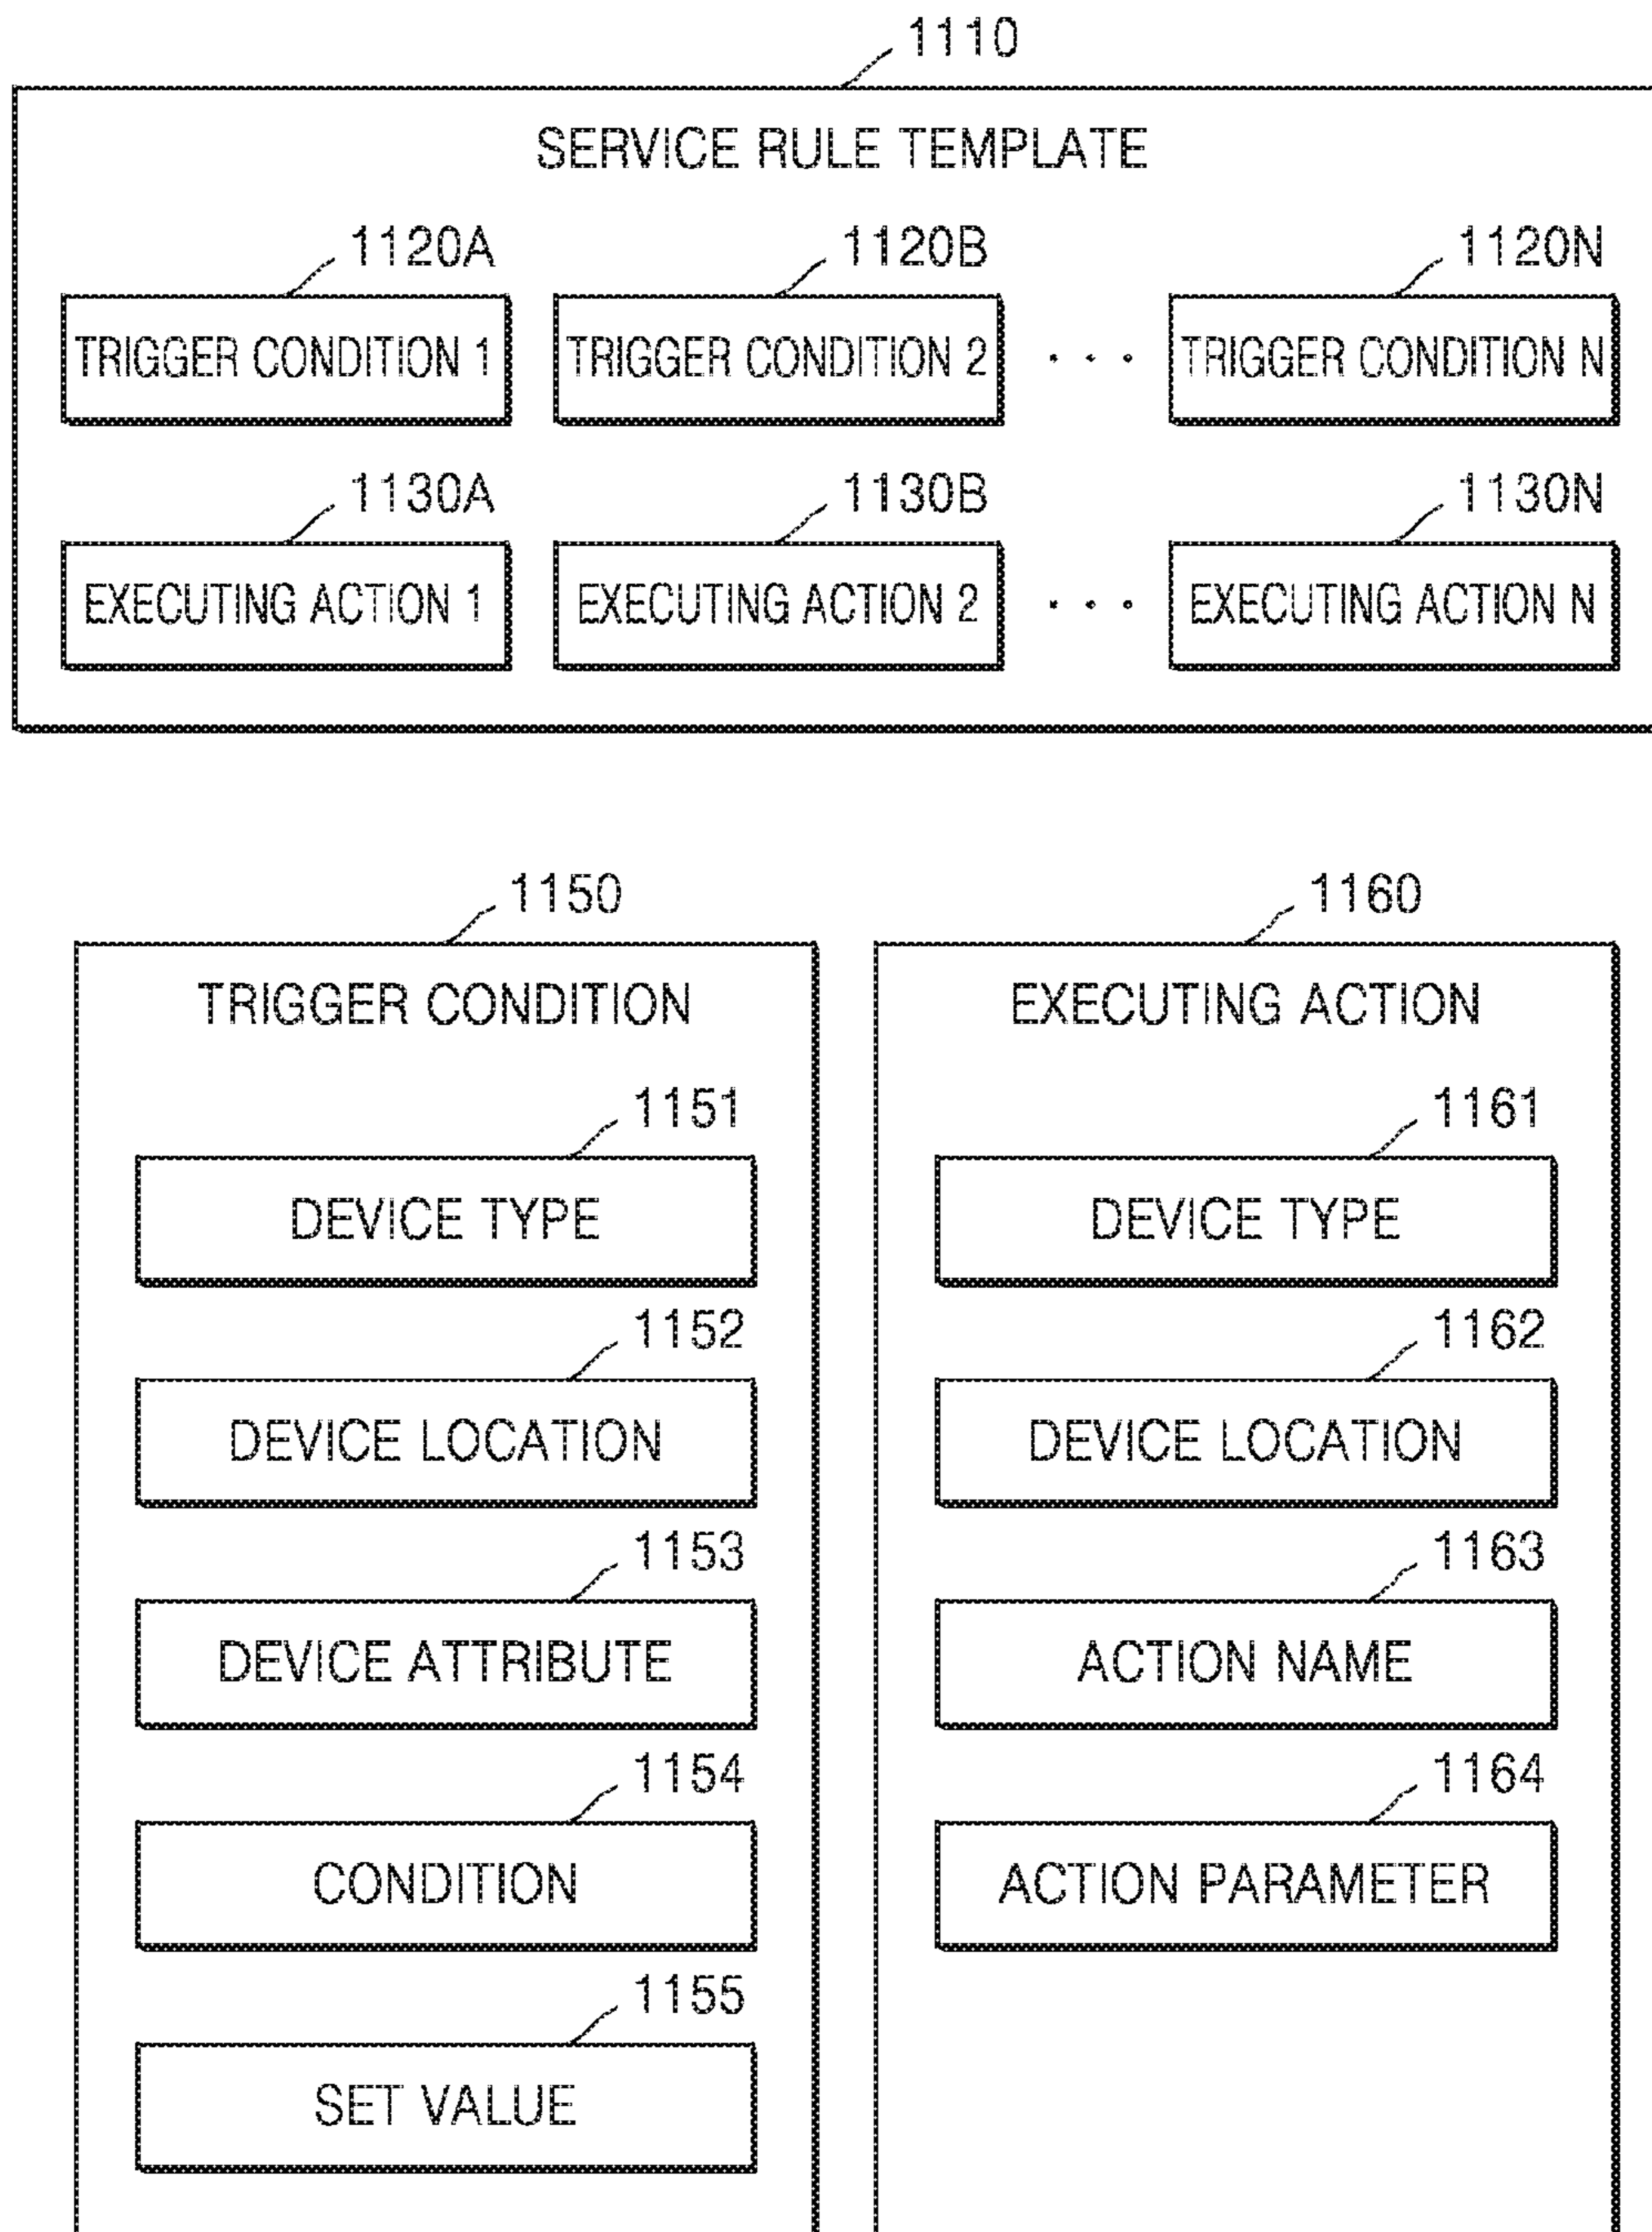 1110
SERVICE RULE TEMPLATE
1120A 1120B 1120N
TRIGGER CONDITION 1 TRIGGER CONDITION 2 · · · TRIGGER CONDITION N
1130A 1130B 1130N
EXECUTING ACTION 1 EXECUTING ACTION 2 · · · EXECUTING ACTION N
1150 1160
TRIGGER CONDITION EXECUTING ACTION
1151 1161
DEVICE TYPE DEVICE TYPE
1152 1162
DEVICE LOCATION DEVICE LOCATION
1153 1163
DEVICE ATTRIBUTE ACTION NAME
1154 1164
CONDITION ACTION PARAMETER
1155
SET VALUE